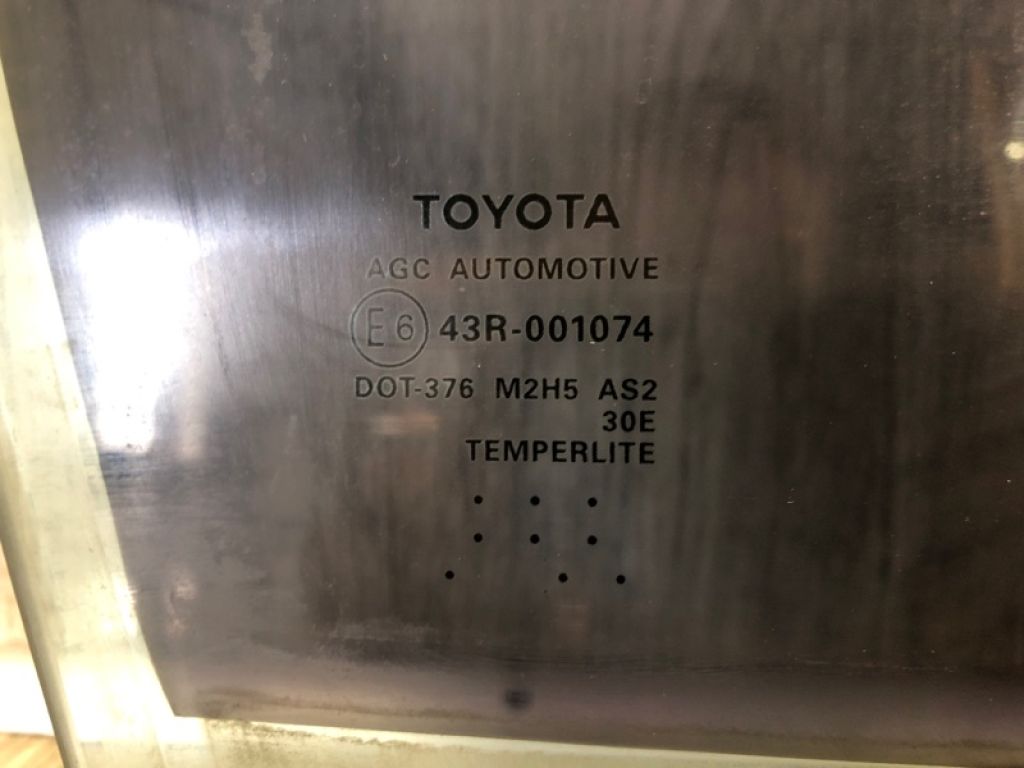 TOYOTA
AGC AUTOMOTIVE
E6 43R-001074
DOT-376 M2H5 AS2
30E
TEMPERLITE